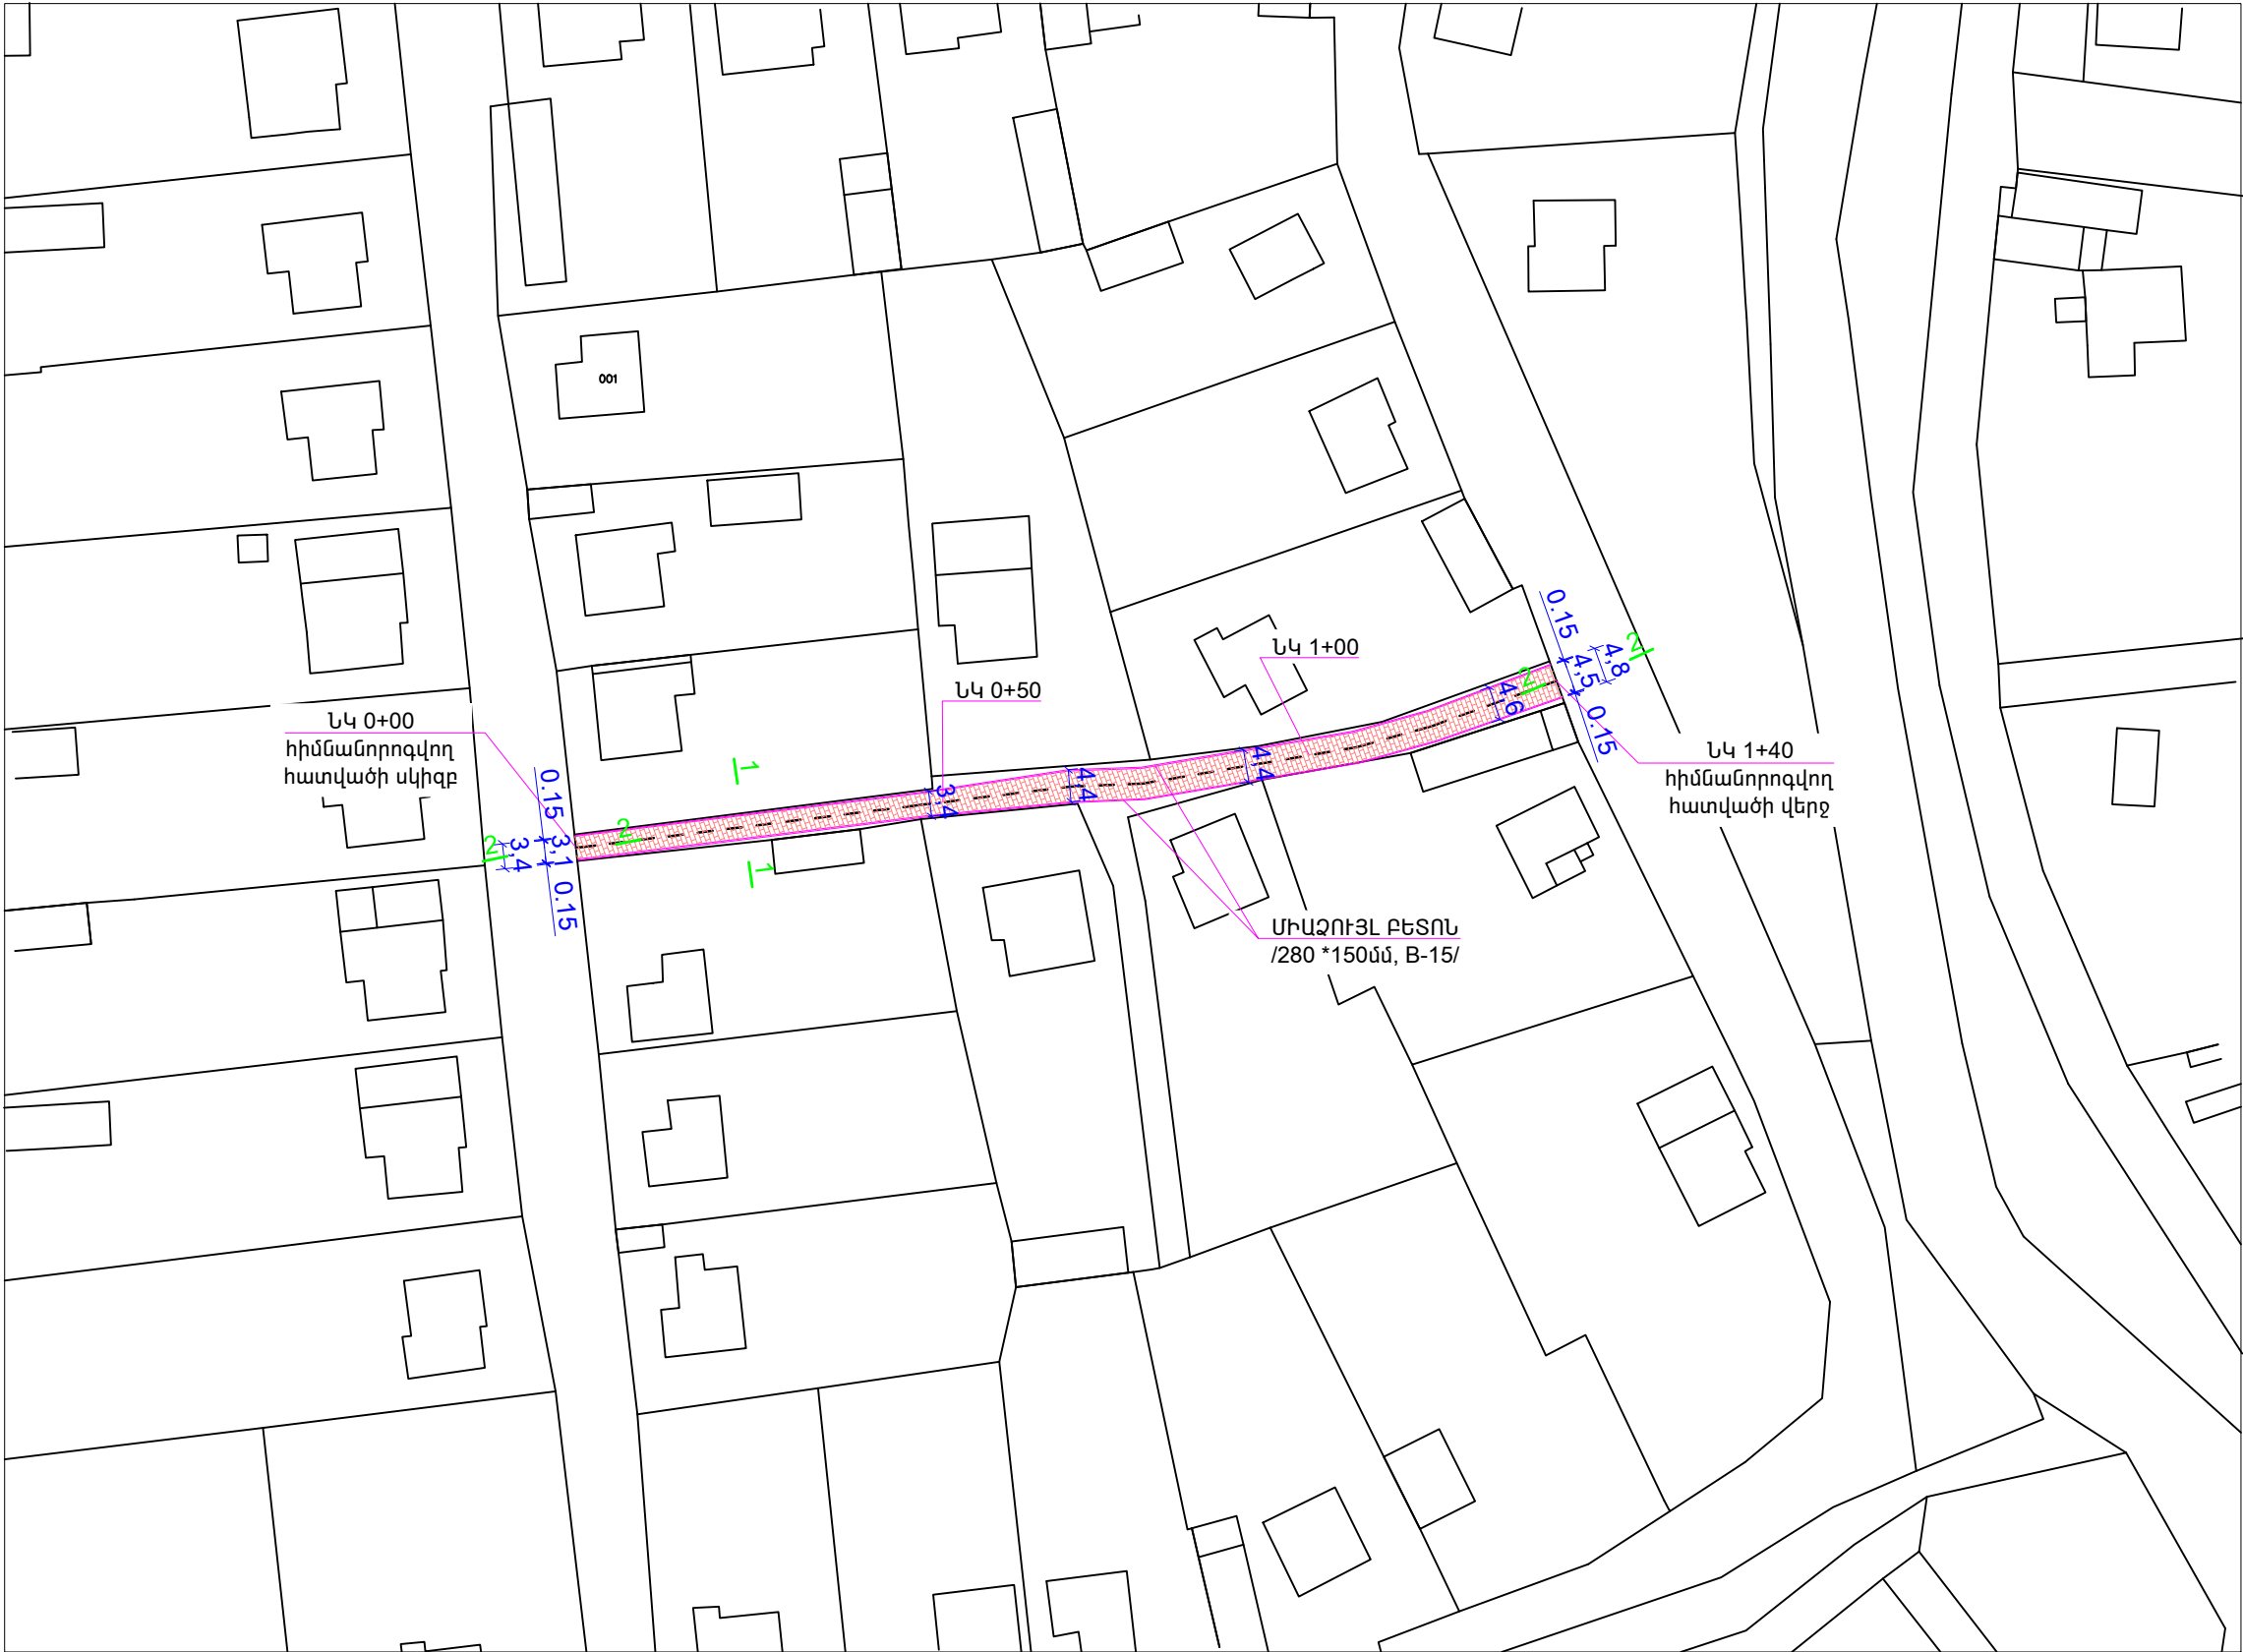 001
ՆԿ 1+00
ՆԿ 0+50
ՆԿ 0+00
հիմնանորոգվող
հատվածի սկիզբ
0.15
4,5
4,8
0.15
2
2
4,6
ՆԿ 1+40
հիմնանորոգվող
հատվածի վերջ
1
1
0.15
3,1
3,4
0.15
2
2
3,4
4,4
4,4
ՄԻԱՁՈՒՅԼ ԲԵՏՈՆ
/280 *150մմ, B-15/